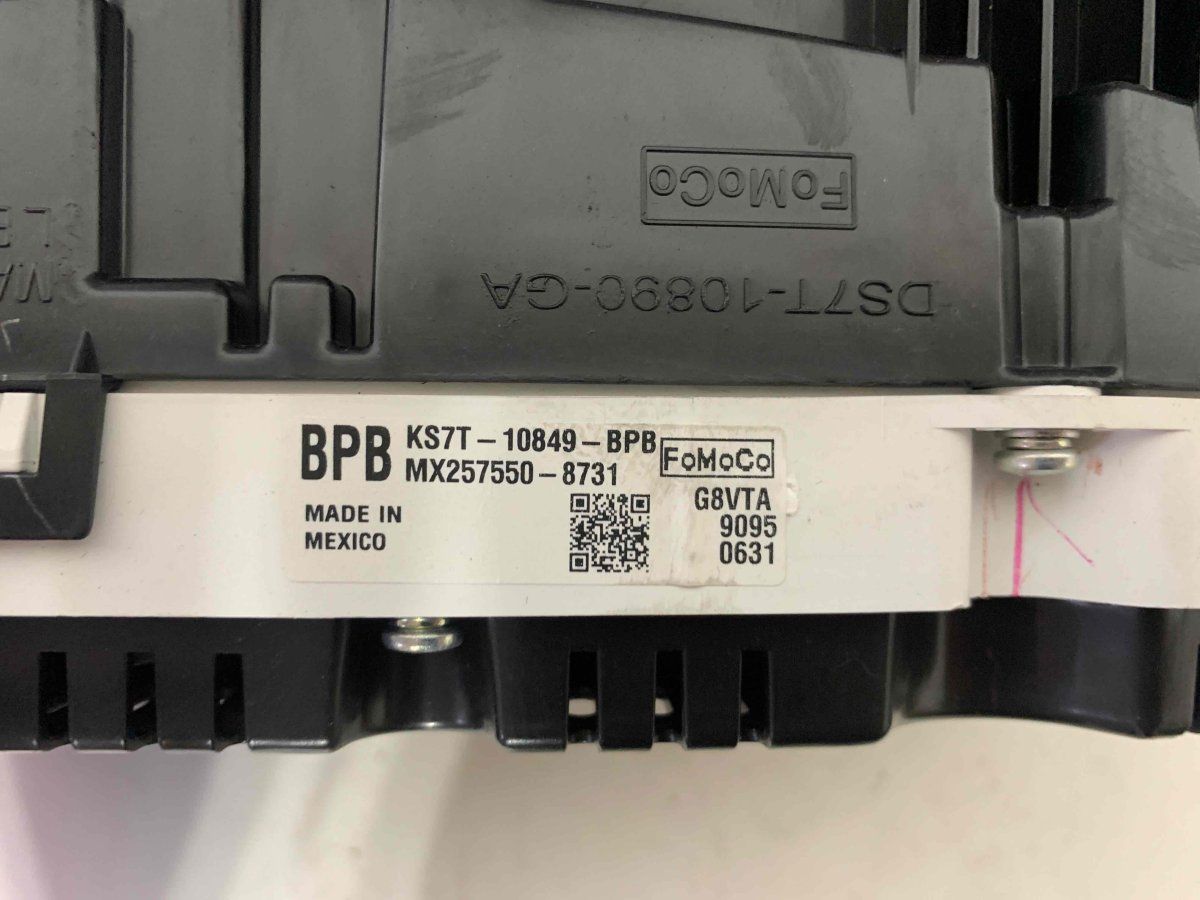 FoMoCo
DS7T-10890-GA
BPB
KS7T-10849-BPB
MX257550-8731
FoMoCo
MADE IN
MEXICO
G8VTA
9095
0631